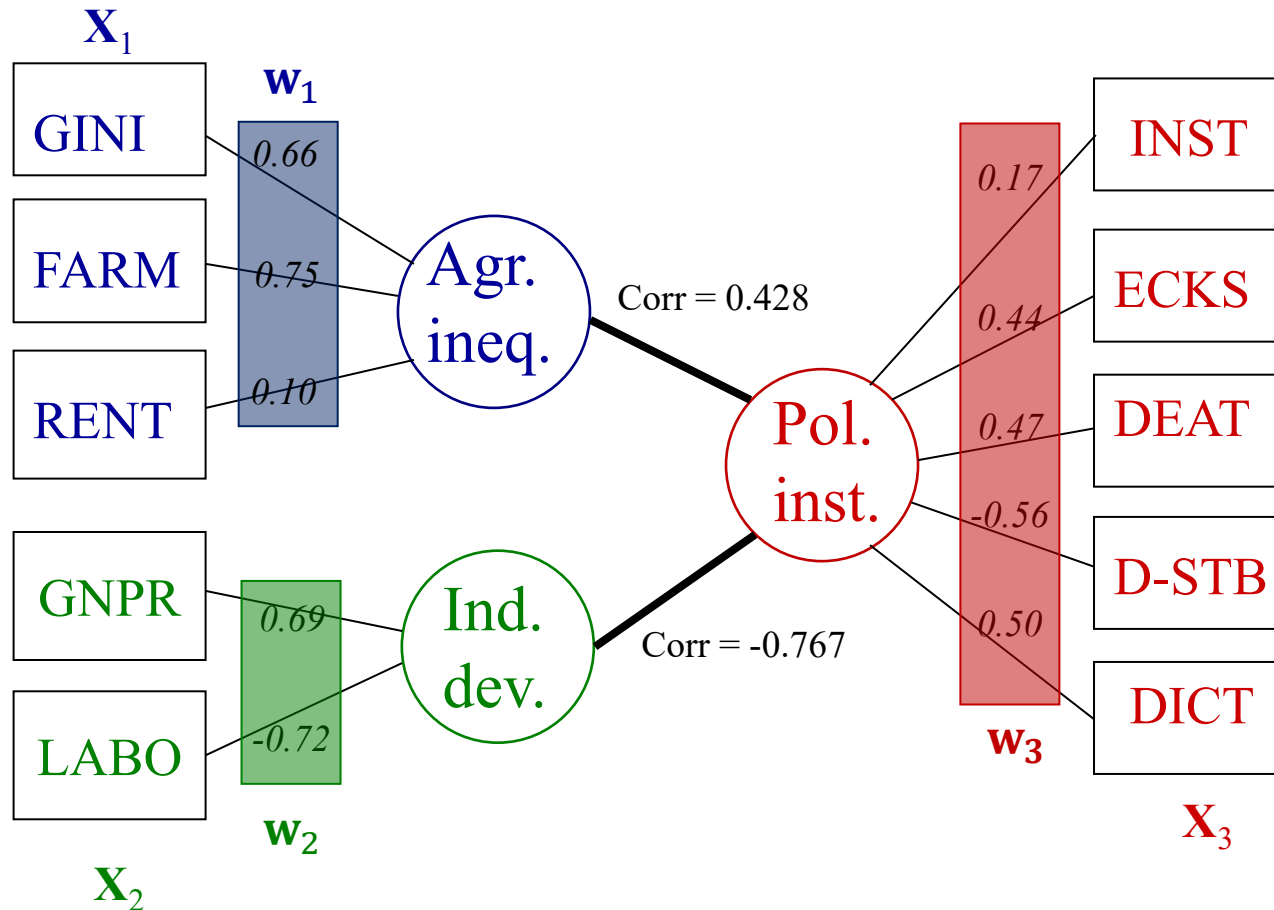 X₁
w₁
GINI
0.66
FARM
0.75
RENT
0.10
Agr.
ineq.
Corr = 0.428
GNPR
0.69
LABO
-0.72
w₂
X₂
Ind.
dev.
Corr = -0.767
Pol.
inst.
0.17
INST
0.44
ECKS
0.47
DEAT
-0.56
D-STB
0.50
DICT
w₃
X₃